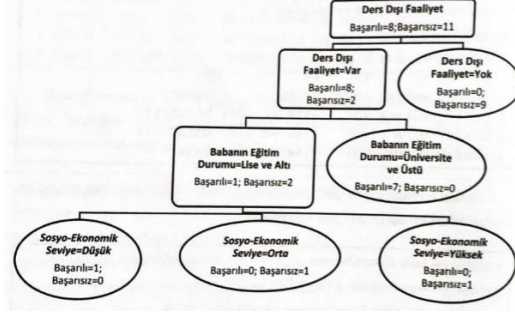 Ders Dışı Faaliyet
Başarılı=8;Başarısız=11
Ders Dışı
Faaliyet=Var
Başarılı=8;
Başarısız=2
Ders Dışı
Faaliyet=Yok
Başarılı=0;
Başarısız=9
Babanın Eğitim
Durumu=Lise ve Altı
Başarılı=1; Başarısız=2
Babanın Eğitim
Durumu=Üniversite
ve Üstü
Başarılı=7; Başarısız=0
Sosyo-Ekonomik
Seviye=Düşük
Başarılı=1;
Başarısız=0
Sosyo-Ekonomik
Seviye=Orta
Başarılı=0; Başarısız=1
Sosyo-Ekonomik
Seviye=Yüksek
Başarılı=0;
Başarısız=1